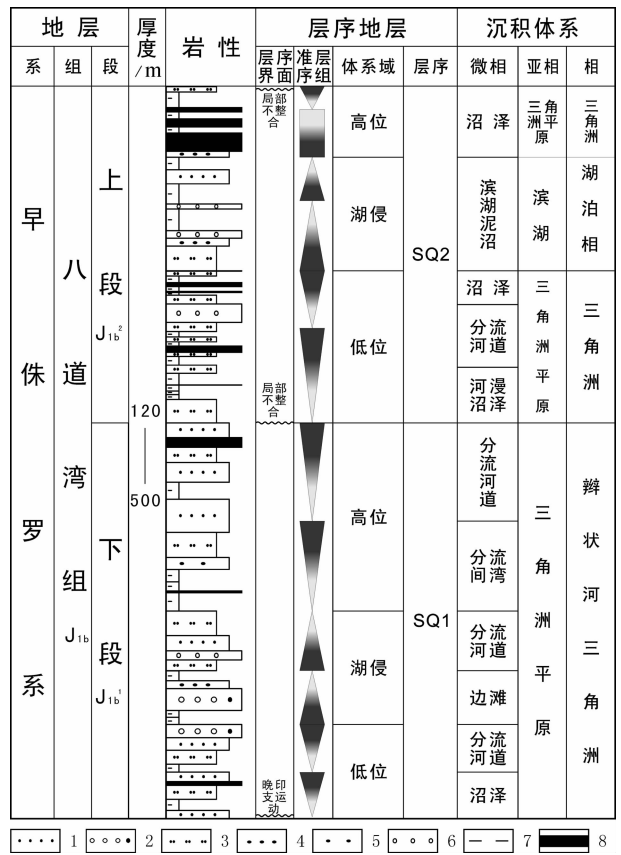 地层
厚度/m
岩性
层序地层
沉积体系
系
组
段
层序界面
准层序组
体系域
层序
微相
亚相
相
早侏罗系
八道湾组
J1b
上段
J1b2
下段
J1b1
120
500
局部不整合
局部不整合
晚印支运动
高位
湖侵
低位
高位
湖侵
低位
SQ2
SQ1
沼泽
滨湖泥沼
沼泽
分流河道
河漫沼泽
分流河道
分流间湾
分流河道
边滩
分流河道
沼泽
三角洲平原
滨湖
三角洲平原
三角洲平原
三角洲
湖泊相
三角洲
辫状河三角洲
1 2 3 4 5 6 7 8